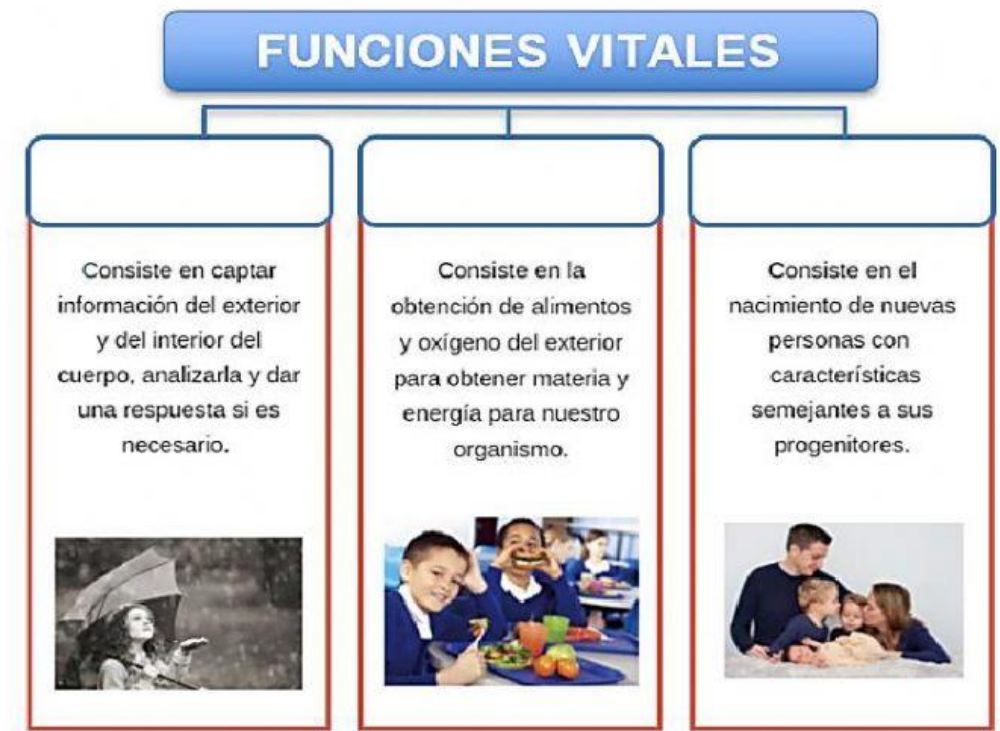 FUNCIONES VITALES
Consiste en captar
información del exterior
y del interior del
cuerpo, analizarla y dar
una respuesta si es
necesario.
Consiste en la
obtención de alimentos
y oxígeno del exterior
para obtener materia y
energía para nuestro
organismo.
Consiste en el
nacimiento de nuevas
personas con
características
semejantes a sus
progenitores.